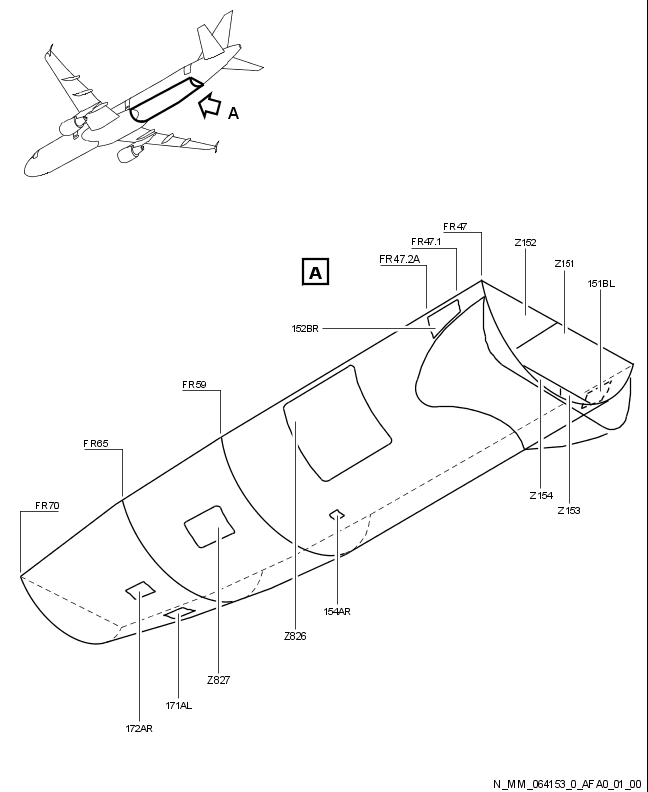 A
FR47
FR47.1
Z152
FR47.2A
Z151
A
151BL
152BR
FR59
FR65
Z154
FR70
Z153
154AR
Z826
Z827
171AL
172AR
N_MM_064153_0_AFA0_01_00